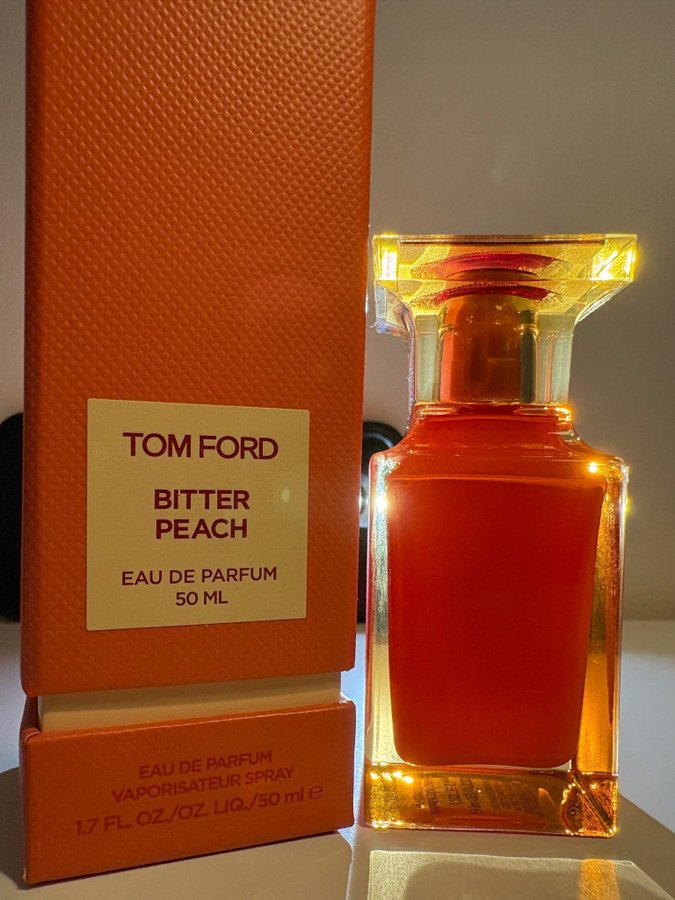 TOM FORD
BITTER
PEACH
EAU DE PARFUM
50 ML
EAU DE PARFUM
VAPORISATEUR SPRAY
1.7 FL. OZ./OZ. LIQ./50 ml e